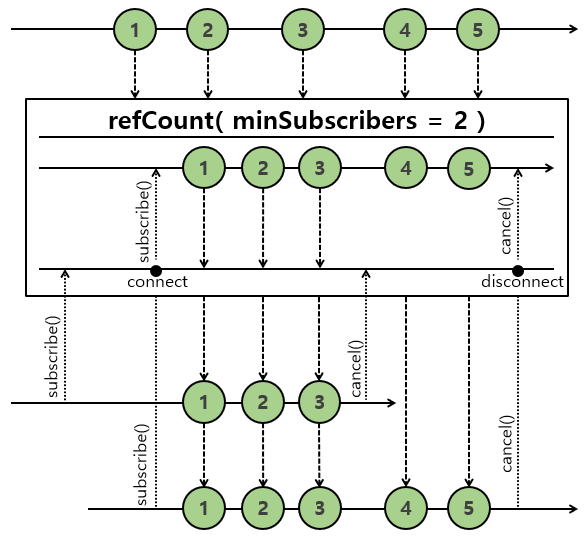 1 2 3 4 5
refCount( minSubscribers = 2 )
1 2 3 4 5
subscribe()
cancel()
connect
disconnect
subscribe()
cancel()
1 2 3
subscribe()
cancel()
1 2 3 4 5